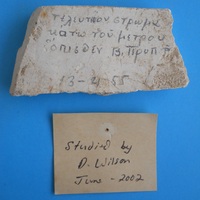 τελευταιον στρωμα
κατω του μετρου
οπισθεν Β. Προπ
13-4-55
Studied by
D. Wilson
June - 2002